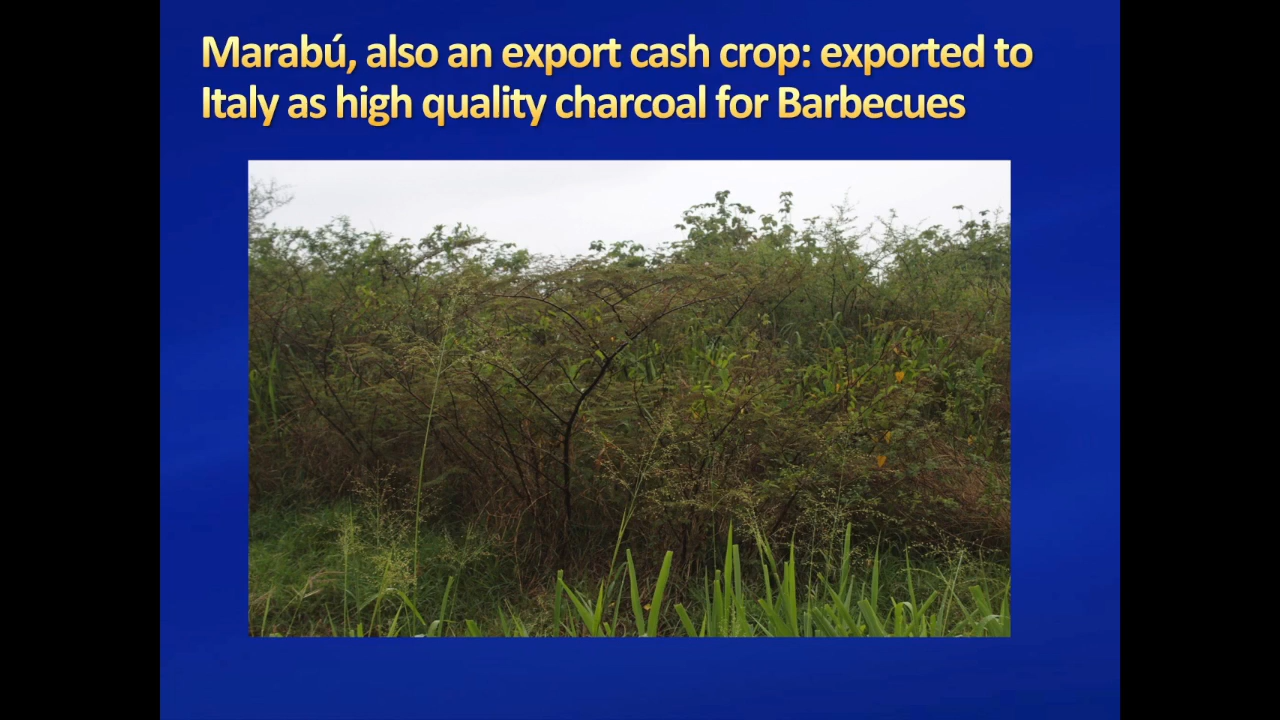 Marabú, also an export cash crop: exported to
Italy as high quality charcoal for Barbecues